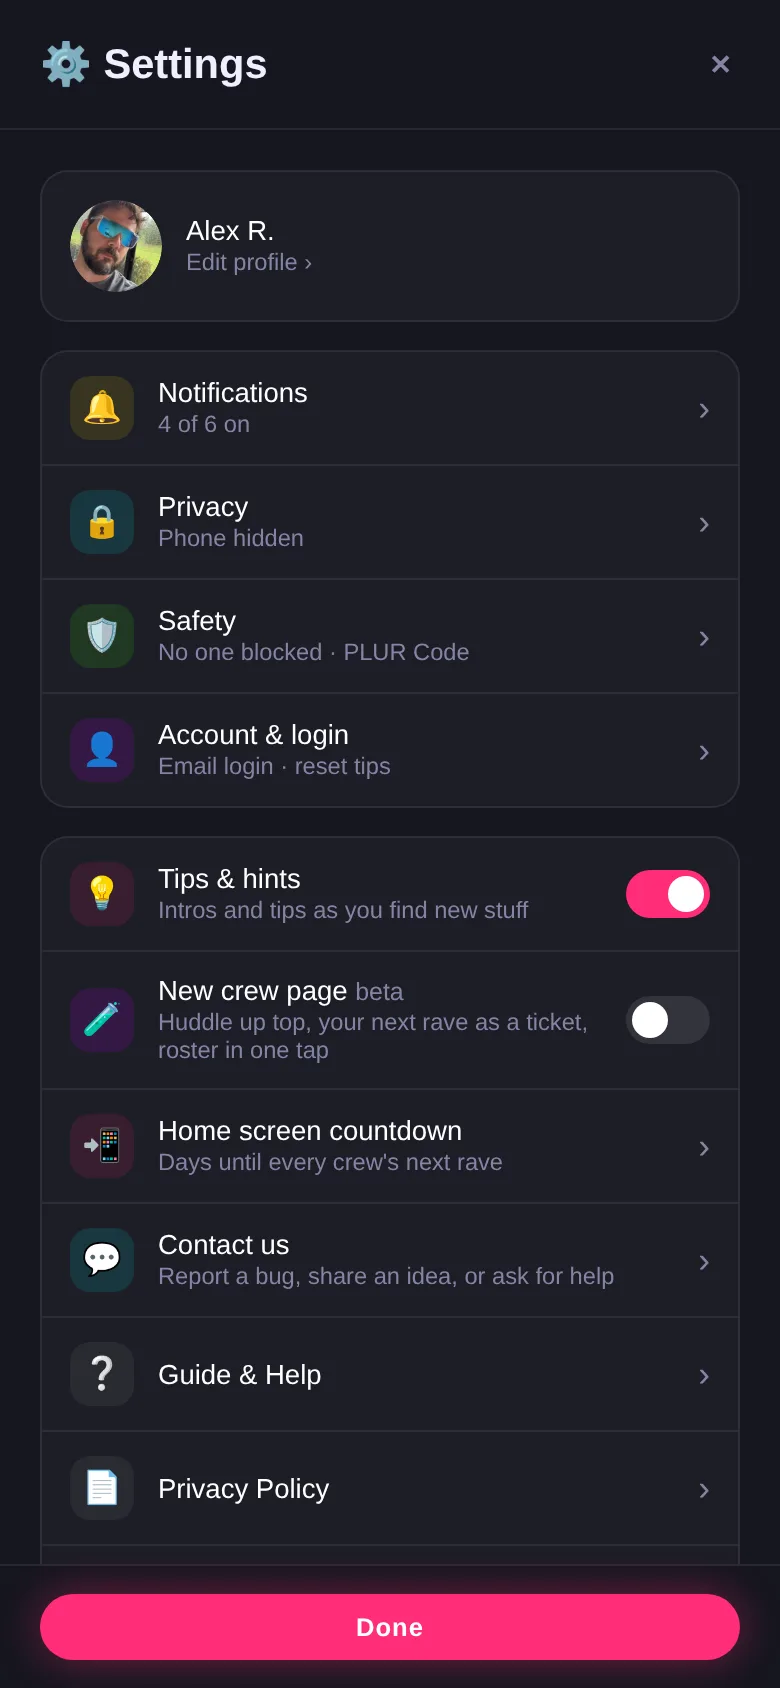 Settings
×
Alex R.
Edit profile ›
Notifications
4 of 6 on
Privacy
Phone hidden
Safety
No one blocked · PLUR Code
Account & login
Email login · reset tips
Tips & hints
Intros and tips as you find new stuff
New crew page beta
Huddle up top, your next rave as a ticket,
roster in one tap
Home screen countdown
Days until every crew's next rave
Contact us
Report a bug, share an idea, or ask for help
Guide & Help
Privacy Policy
Done